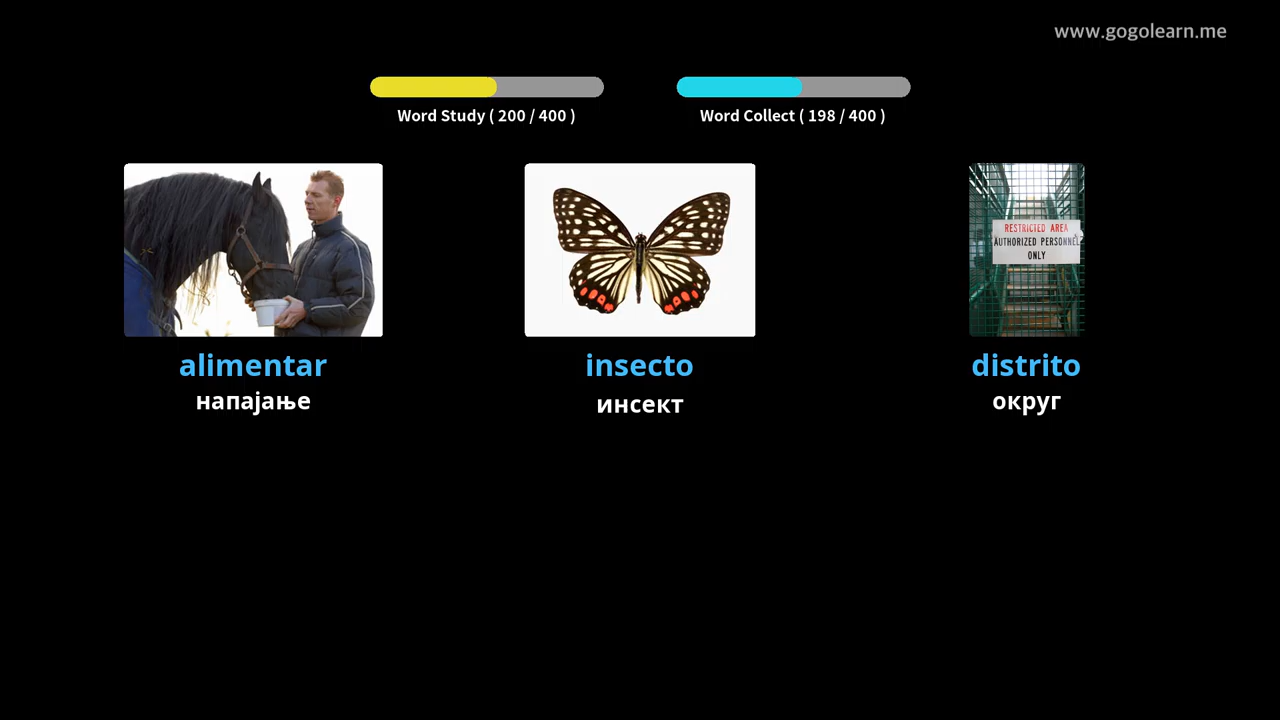 www.gogolearn.me
Word Study ( 200 / 400 )
Word Collect ( 198 / 400 )
RESTRICTED AREA
AUTHORIZED PERSONNEL
ONLY
alimentar
напајање
insecto
инсект
distrito
округ